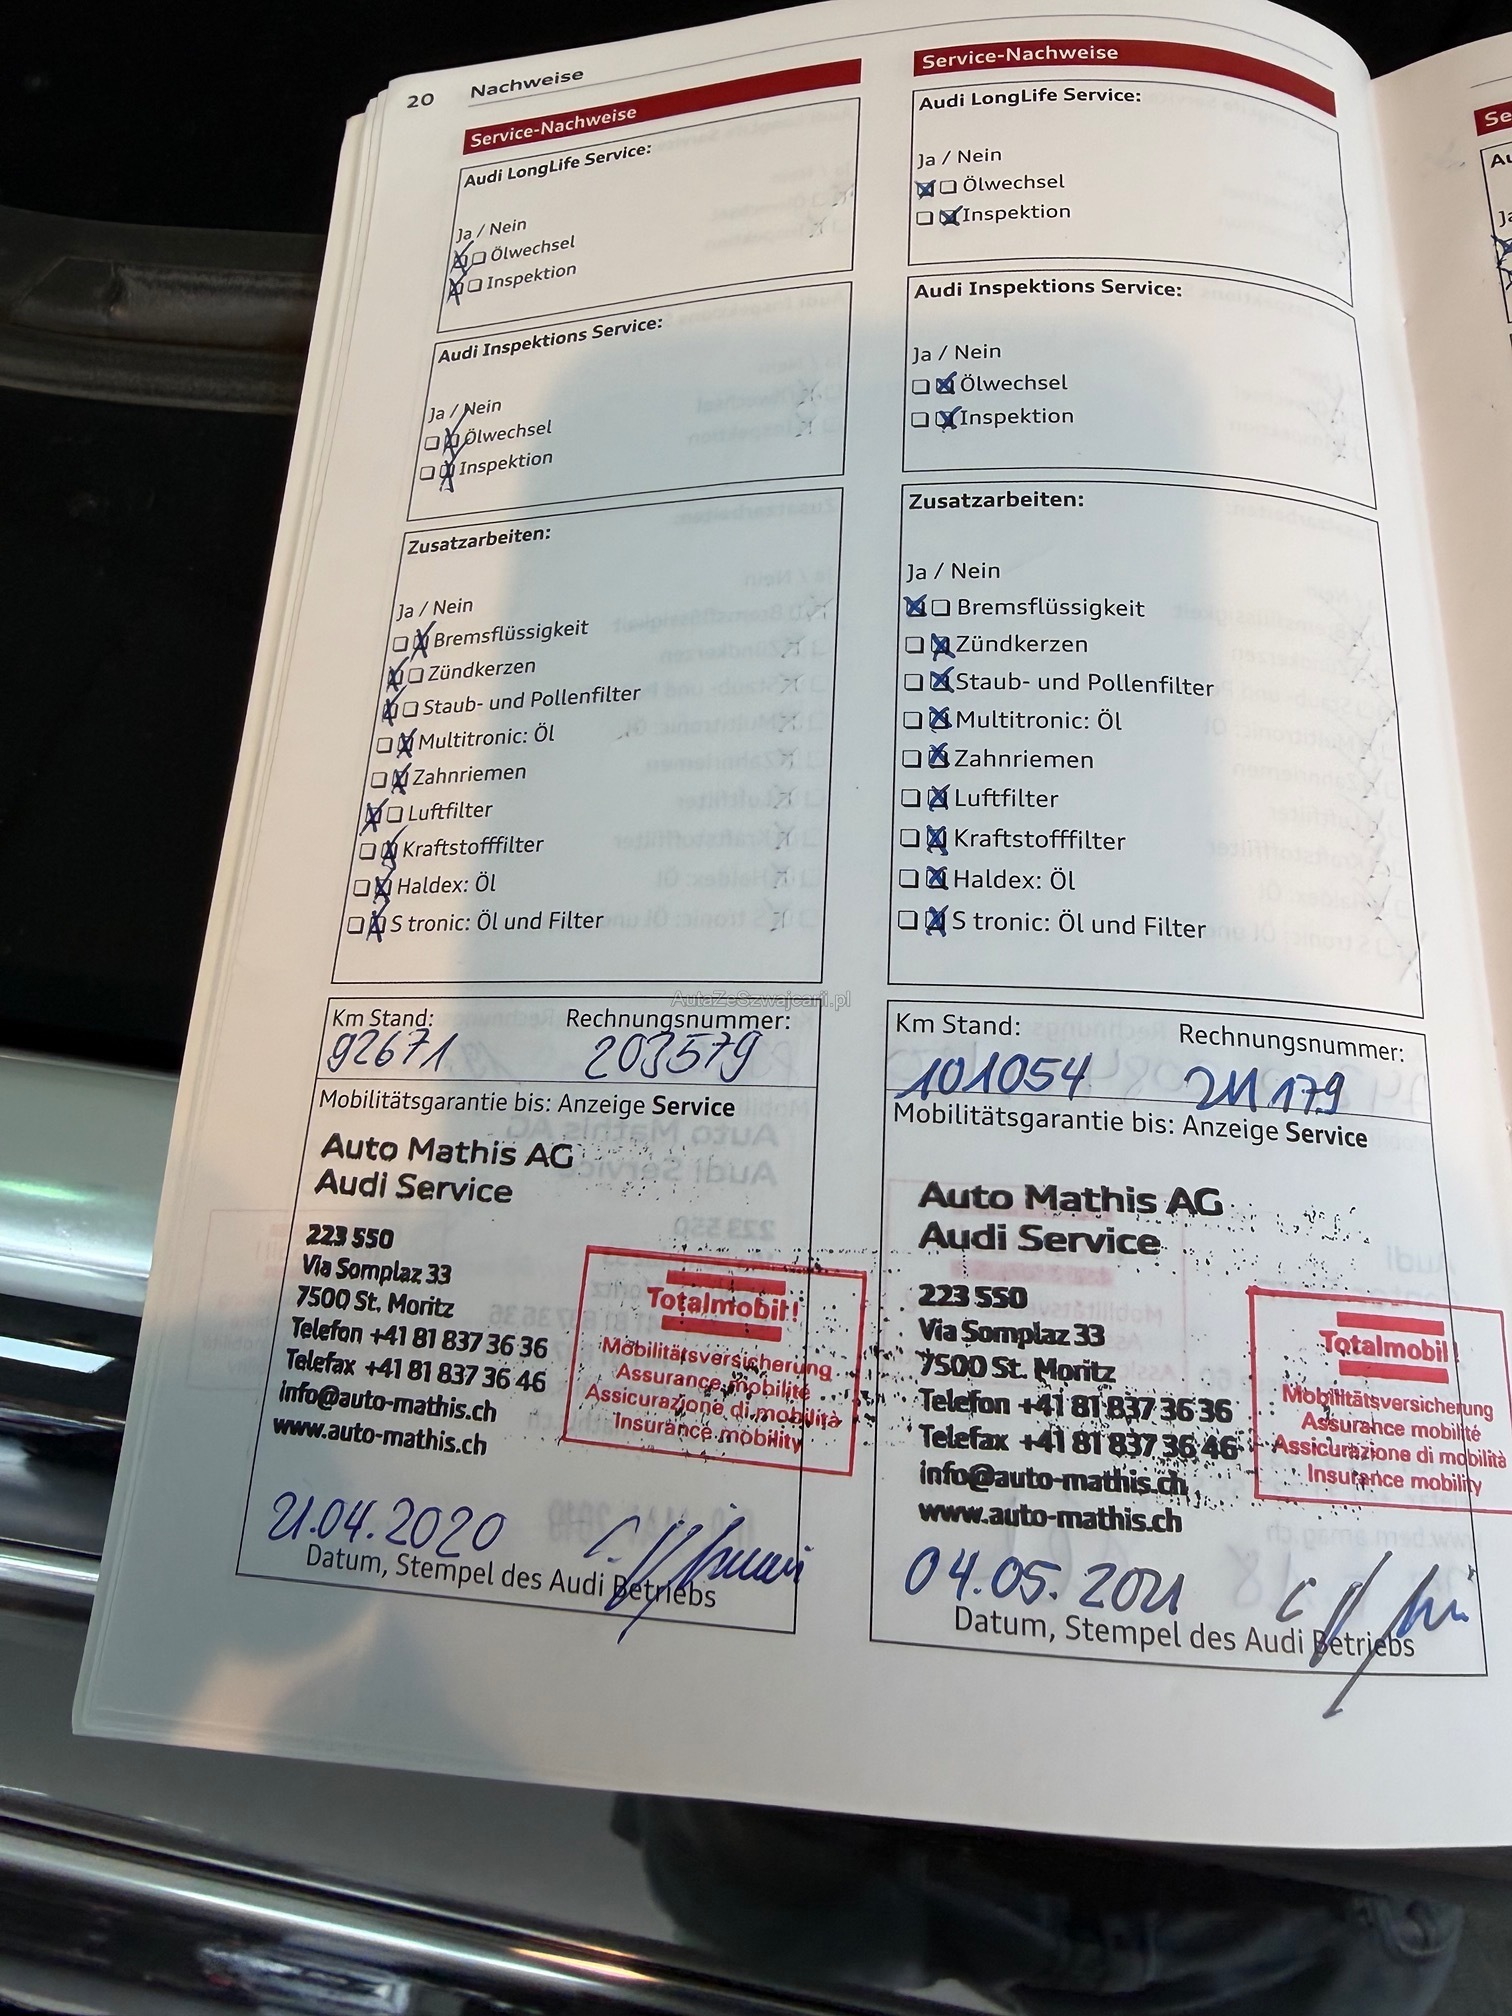 20 Nachweise
Service-Nachweise
Audi LongLife Service:
Ja / Nein
Ölwechsel
Inspektion
Audi Inspektions Service:
Ja / Nein
Ölwechsel
Inspektion
Zusatzarbeiten:
Ja / Nein
Bremsflüssigkeit
Zündkerzen
Staub- und Pollenfilter
Multitronic: Öl
Zahnriemen
Luftfilter
Kraftstofffilter
Haldex: Öl
S tronic: Öl und Filter
Km Stand: Rechnungsnummer:
92671 203579
Mobilitätsgarantie bis: Anzeige Service
Auto Mathis AG
Audi Service
223 550
Via Somplaz 33
7500 St. Moritz
Telefon +41 81 837 36 36
Telefax +41 81 837 36 46
info@auto-mathis.ch
www.auto-mathis.ch
Totalmobil!
Mobilitätsversicherung
Assurance mobilité
Assicurazione di mobilità
Insurance mobility
21.04.2020
Datum, Stempel des Audi Betriebs
Service-Nachweise
Audi LongLife Service:
Ja / Nein
Ölwechsel
Inspektion
Audi Inspektions Service:
Ja / Nein
Ölwechsel
Inspektion
Zusatzarbeiten:
Ja / Nein
Bremsflüssigkeit
Zündkerzen
Staub- und Pollenfilter
Multitronic: Öl
Zahnriemen
Luftfilter
Kraftstofffilter
Haldex: Öl
S tronic: Öl und Filter
Km Stand: Rechnungsnummer:
101054 211179
Mobilitätsgarantie bis: Anzeige Service
Auto Mathis AG
Audi Service
223 550
Via Somplaz 33
7500 St. Moritz
Telefon +41 81 837 36 36
Telefax +41 81 837 36 46
info@auto-mathis.ch
www.auto-mathis.ch
Totalmobil!
Mobilitätsversicherung
Assurance mobilité
Assicurazione di mobilità
Insurance mobility
04.05.2021
Datum, Stempel des Audi Betriebs
AutaZeSzwajcarii.pl